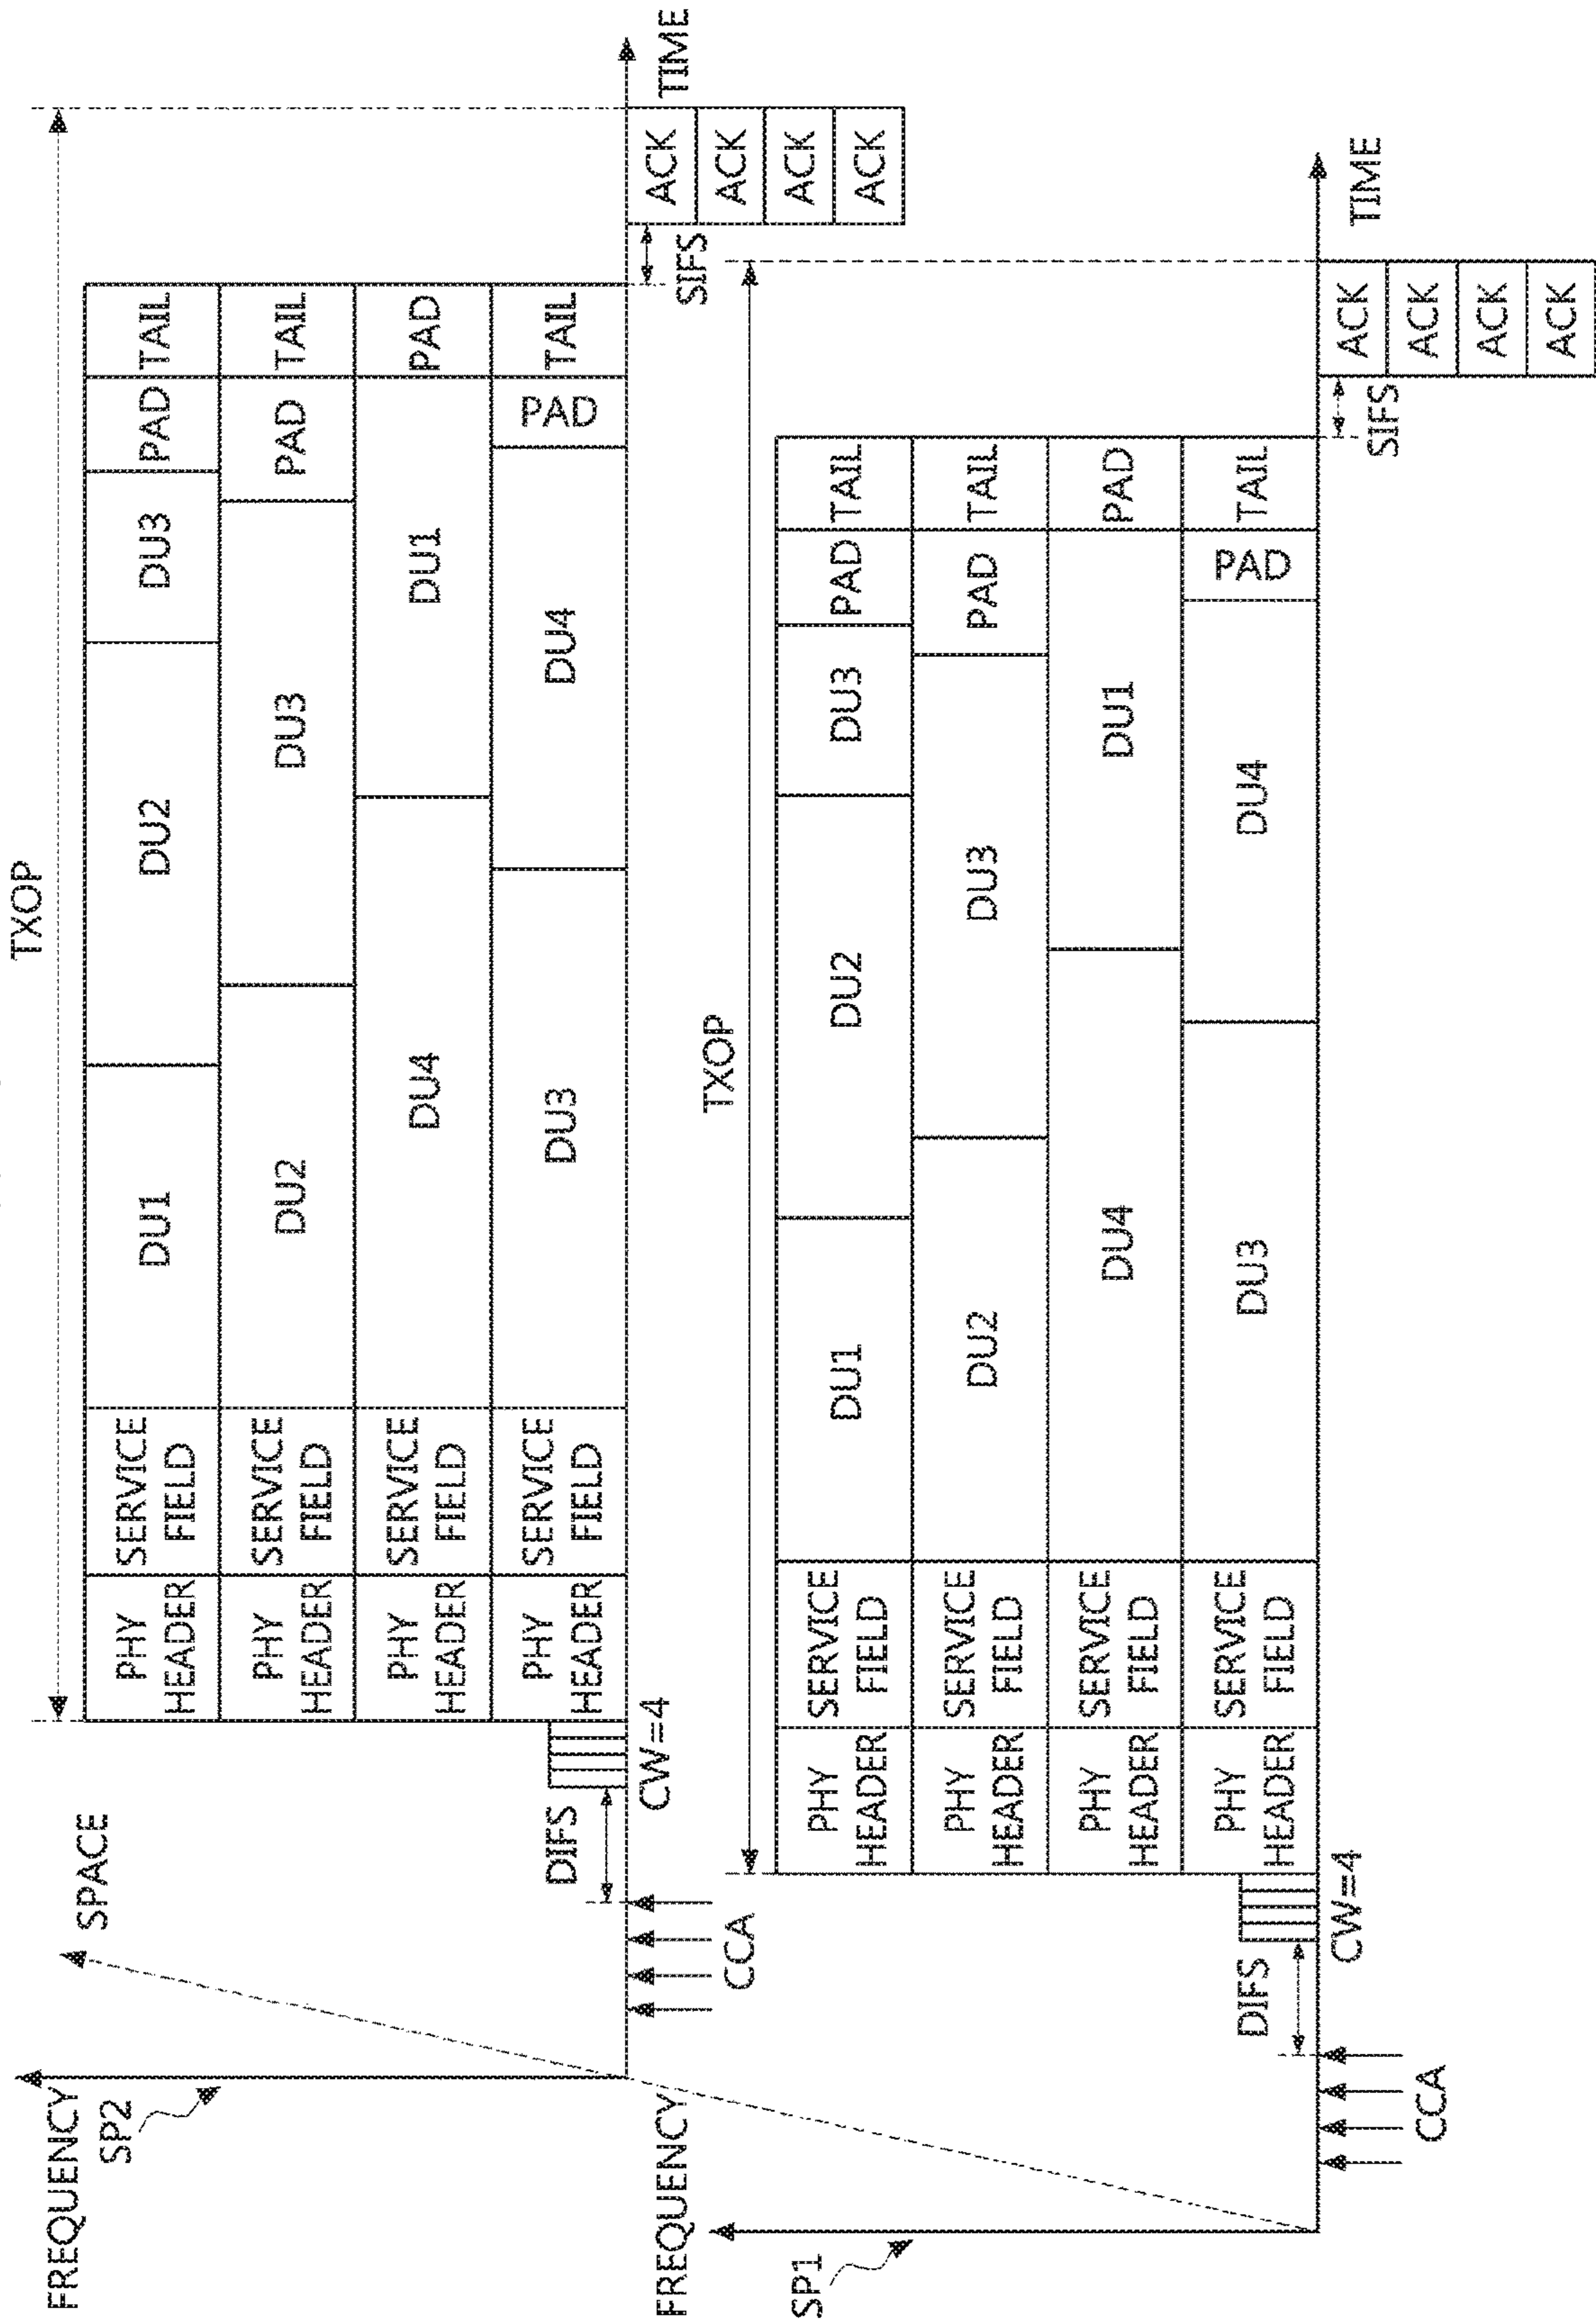 FREQUENCY
SP2
SPACE
TXOP
PHY HEADER
SERVICE FIELD
DU1
DU2
DU3
PAD
TAIL
PHY HEADER
SERVICE FIELD
DU2
DU3
PAD
TAIL
PHY HEADER
SERVICE FIELD
DU4
DU1
PAD
PHY HEADER
SERVICE FIELD
DU3
DU4
PAD
TAIL
DIFS
CW=4
CCA
SIFS
ACK
ACK
ACK
ACK
TIME
FREQUENCY
SP1
TXOP
PHY HEADER
SERVICE FIELD
DU1
DU2
DU3
PAD
TAIL
PHY HEADER
SERVICE FIELD
DU2
DU3
PAD
TAIL
PHY HEADER
SERVICE FIELD
DU4
DU1
PAD
PHY HEADER
SERVICE FIELD
DU3
DU4
PAD
TAIL
DIFS
CW=4
CCA
SIFS
ACK
ACK
ACK
ACK
TIME